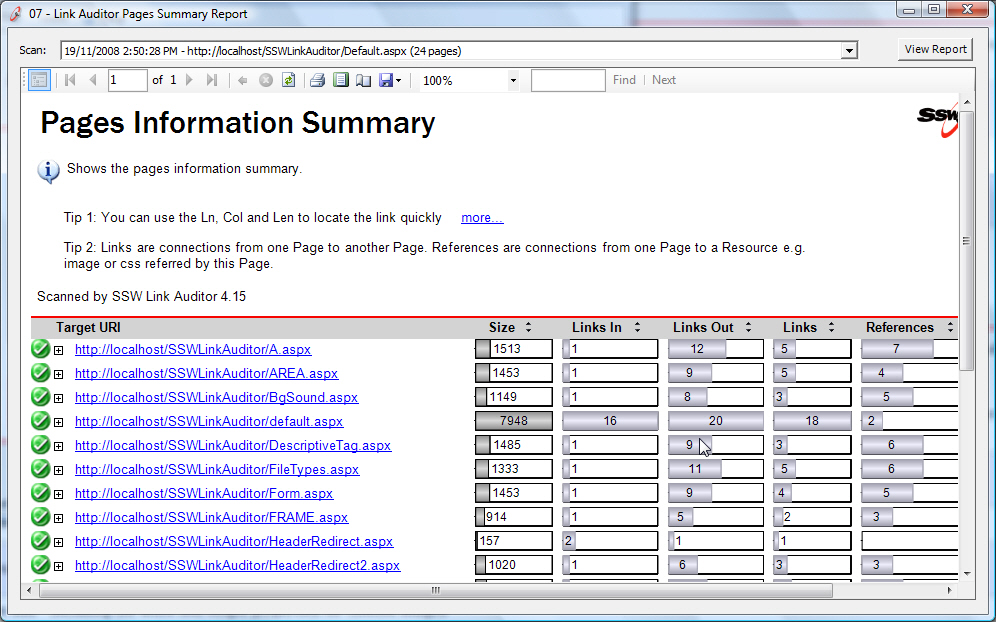 07 - Link Auditor Pages Summary Report
Scan: 19/11/2008 2:50:28 PM - http://localhost/SSWLinkAuditor/Default.aspx (24 pages) View Report
1 of 1 100% Find | Next
Pages Information Summary
SSW
Shows the pages information summary.
Tip 1: You can use the Ln, Col and Len to locate the link quickly more...
Tip 2: Links are connections from one Page to another Page. References are connections from one Page to a Resource e.g.
image or css referred by this Page.
Scanned by SSW Link Auditor 4.15
Target URI Size Links In Links Out Links References
http://localhost/SSWLinkAuditor/A.aspx 1513 1 12 5 7
http://localhost/SSWLinkAuditor/AREA.aspx 1453 1 9 5 4
http://localhost/SSWLinkAuditor/BgSound.aspx 1149 1 8 3 5
http://localhost/SSWLinkAuditor/default.aspx 7948 16 20 18 2
http://localhost/SSWLinkAuditor/DescriptiveTag.aspx 1485 1 9 3 6
http://localhost/SSWLinkAuditor/FileTypes.aspx 1333 1 11 5 6
http://localhost/SSWLinkAuditor/Form.aspx 1453 1 9 4 5
http://localhost/SSWLinkAuditor/FRAME.aspx 914 1 5 2 3
http://localhost/SSWLinkAuditor/HeaderRedirect.aspx 157 2 1 1
http://localhost/SSWLinkAuditor/HeaderRedirect2.aspx 1020 1 6 3 3